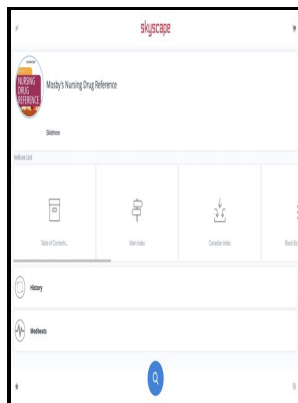 skyscape
NURSING
DRUG
REFERENCE
Mosby's Nursing Drug Reference
Skidmore
Table of Contents..
Main Index
Canadian Index
History
Medbeats